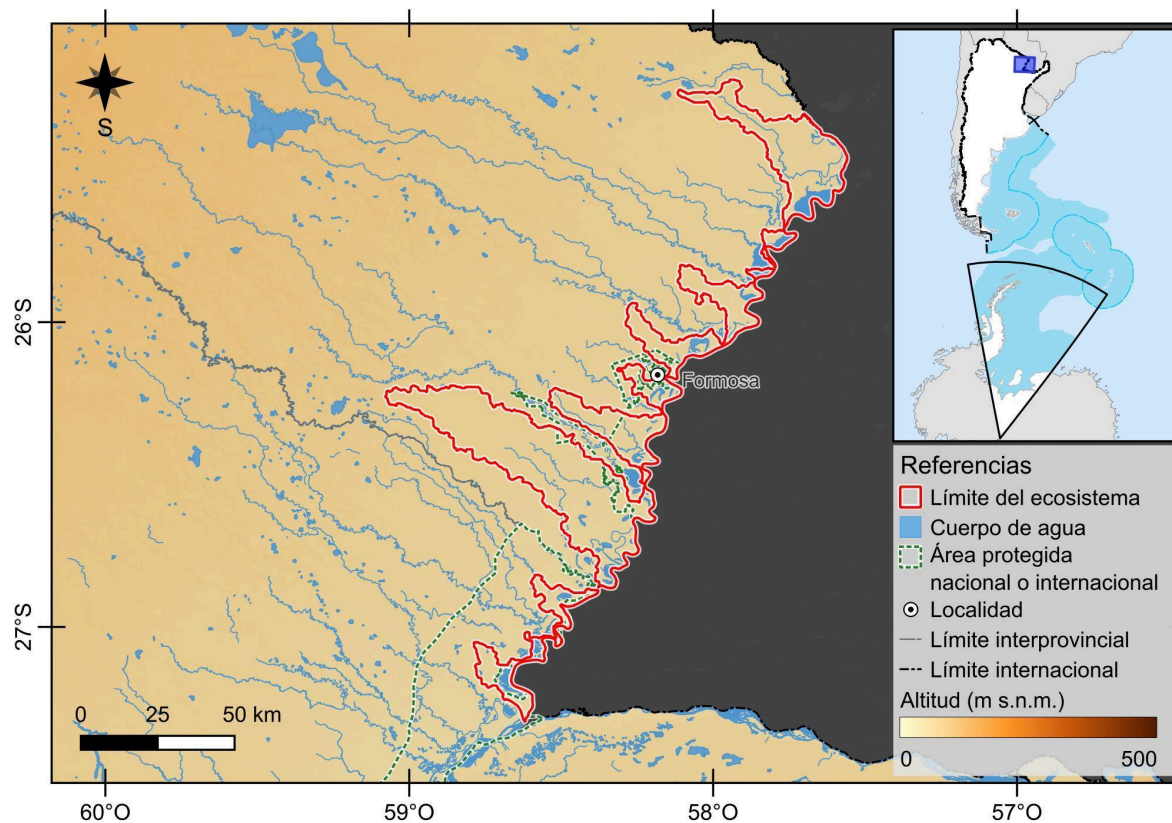 S
26°S
27°S
Formosa
0 25 50 km
60°O 59°O 58°O 57°O
Referencias
Límite del ecosistema
Cuerpo de agua
Área protegida
nacional o internacional
Localidad
Límite interprovincial
Límite internacional
Altitud (m s.n.m.)
0 500